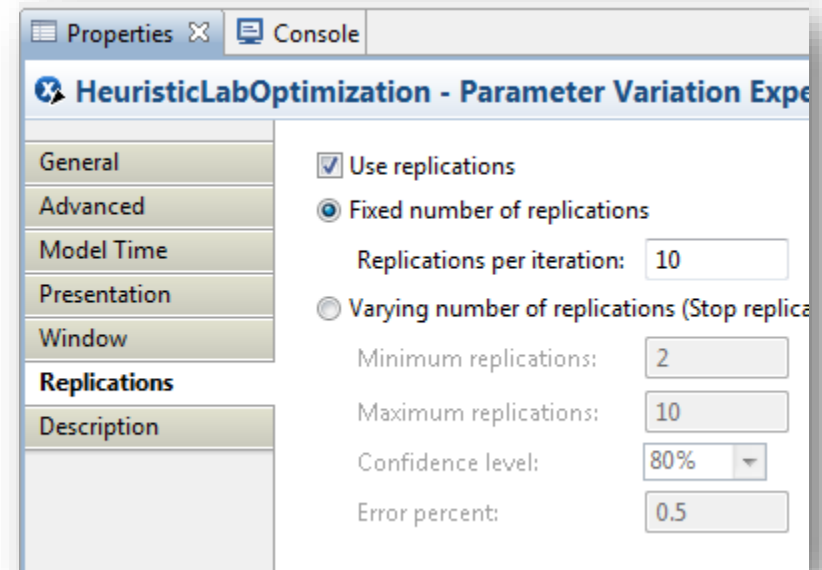 Properties Console
HeuristicLabOptimization - Parameter Variation Expe
General
Advanced
Model Time
Presentation
Window
Replications
Description
Use replications
Fixed number of replications
Replications per iteration: 10
Varying number of replications (Stop replica
Minimum replications: 2
Maximum replications: 10
Confidence level: 80%
Error percent: 0.5